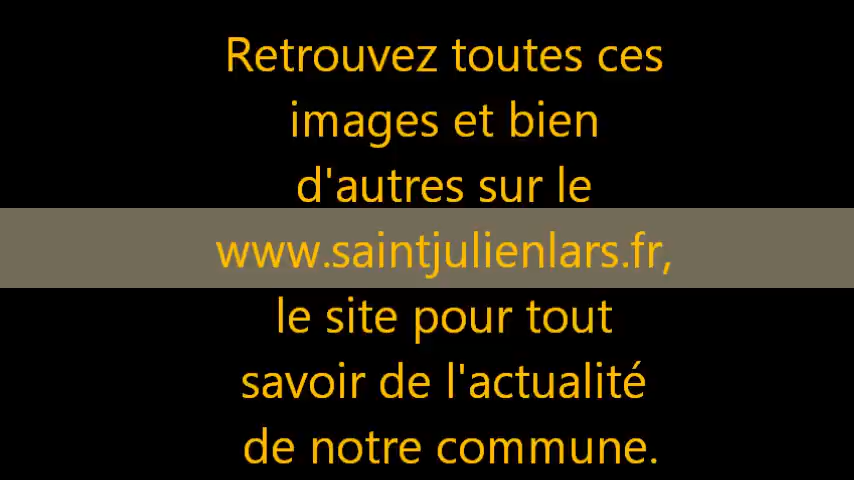 Retrouvez toutes ces
images et bien
d'autres sur le
www.saintjulienlars.fr,
le site pour tout
savoir de l'actualité
de notre commune.